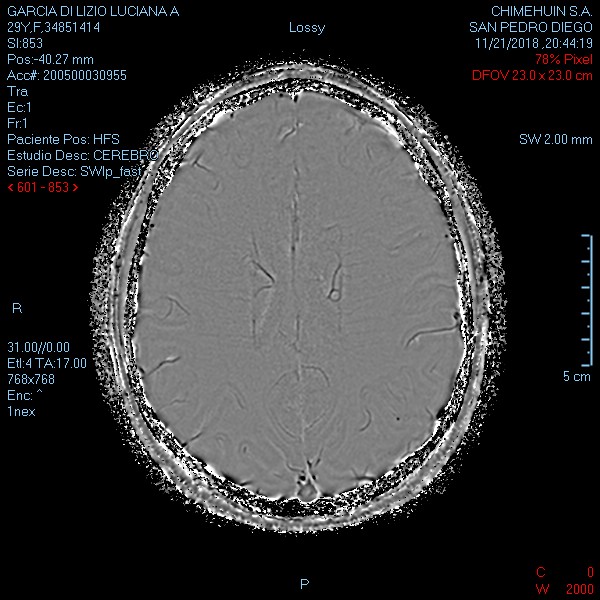 GARCIA DI LIZIO LUCIANA A
29Y,F,34851414
Sl:853
Pos:-40.27 mm
Acc#: 200500030955
Tra
Ec:1
Fr:1
Paciente Pos: HFS
Estudio Desc: CEREBRO
Serie Desc: SWIp_fast
< 601 - 853 >
Lossy
CHIMEHUIN S.A.
SAN PEDRO DIEGO
11/21/2018 ,20:44:19
78% Pixel
DFOV 23.0 x 23.0 cm
SW 2.00 mm
R
31.00//0.00
Etl:4 TA:17.00
768x768
Enc: ^
1nex
5 cm
P
C 0
W 2000